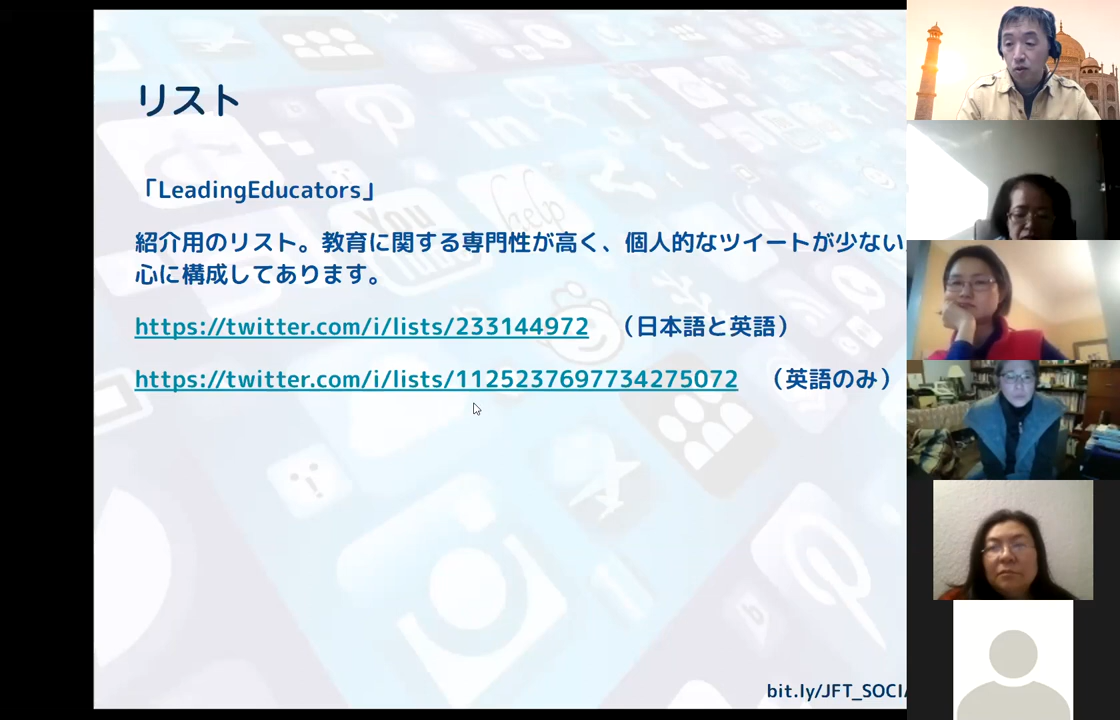 リスト
「LeadingEducators」
紹介用のリスト。教育に関する専門性が高く、個人的なツイートが少ない
心に構成してあります。
https://twitter.com/i/lists/233144972 （日本語と英語）
https://twitter.com/i/lists/1125237697734275072 （英語のみ）
You
help
in
bit.ly/JFT_SOCI